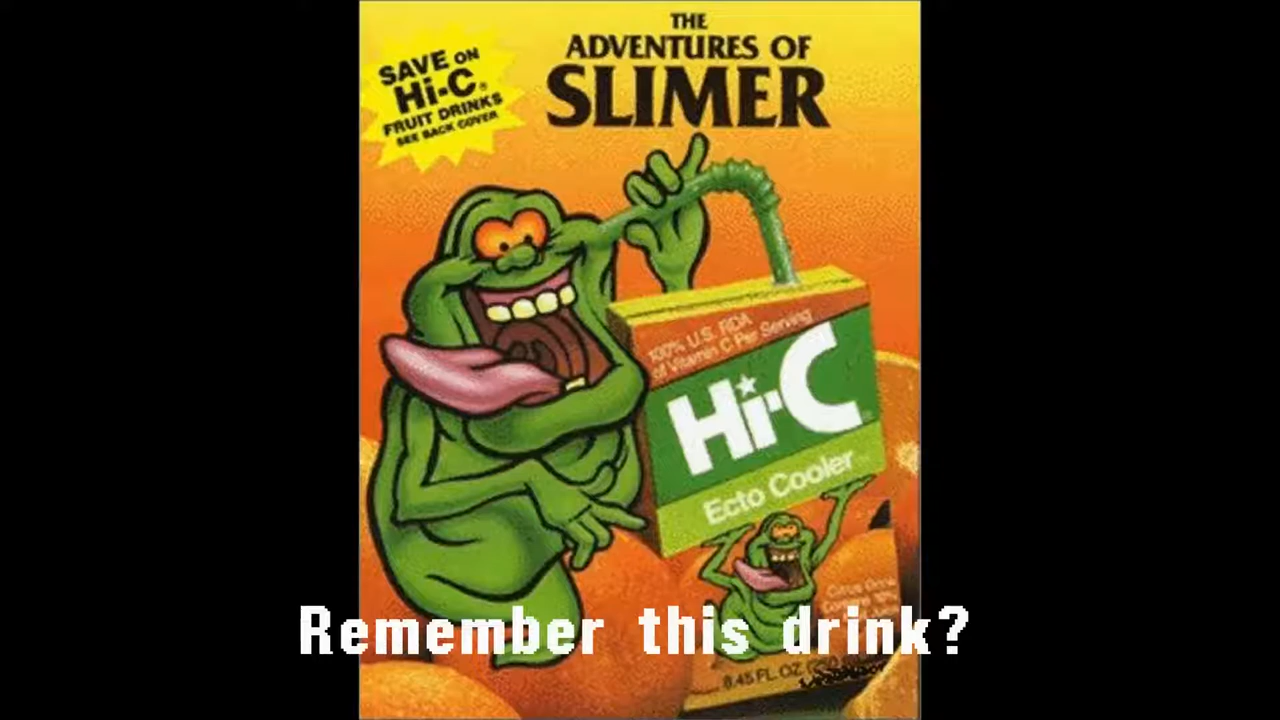 THE
ADVENTURES OF
SLIMER
SAVE ON
Hi-C®
FRUIT DRINKS
SEE BACK COVER
100% U.S. RDA
of Vitamin C Per Serving
Hi-C
Ecto Cooler
Remember this drink?
8.45 FL. OZ